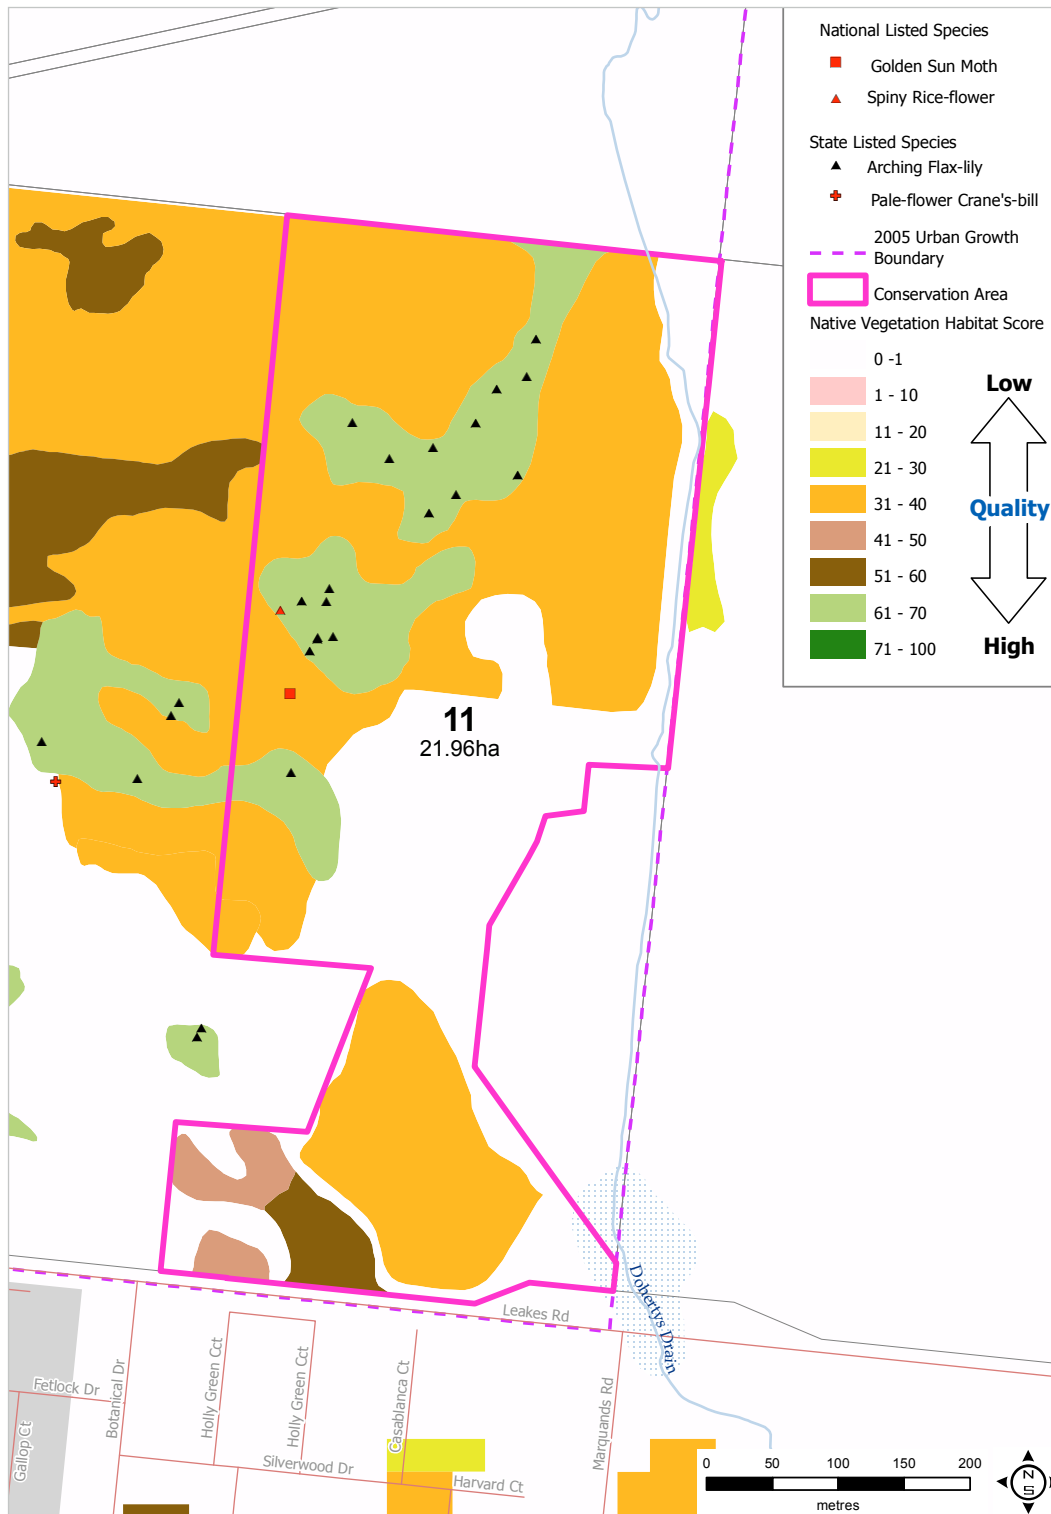 National Listed Species
Golden Sun Moth
Spiny Rice-flower
State Listed Species
Arching Flax-lily
Pale-flower Crane's-bill
2005 Urban Growth
Boundary
Conservation Area
Native Vegetation Habitat Score
0 -1
1 - 10
11 - 20
21 - 30
31 - 40
41 - 50
51 - 60
61 - 70
71 - 100
Low
Quality
High
11
21.96ha
Dohertys Drain
Leakes Rd
Fetlock Dr
Gallop Ct
Botanical Dr
Holly Green Cct
Holly Green Cct
Casablanca Ct
Marquands Rd
Silverwood Dr
Harvard Ct
0 50 100 150 200
metres
N
S